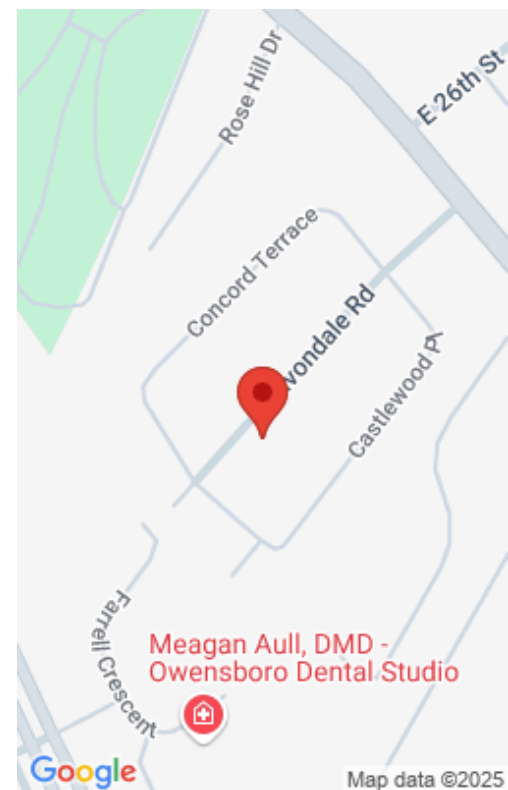 Rose Hill Dr
E 26th St
Concord Terrace
vondale Rd
Castlewood Pl
Farrell Crescent
Meagan Aull, DMD -
Owensboro Dental Studio
Google
Map data ©2025